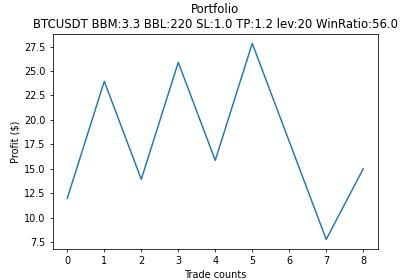 Portfolio
BTCUSDT BBM:3.3 BBL:220 SL:1.0 TP:1.2 lev:20 WinRatio:56.0
27.5
25.0
22.5
20.0
17.5
15.0
12.5
10.0
7.5
Profit ($)
0 1 2 3 4 5 6 7 8
Trade counts